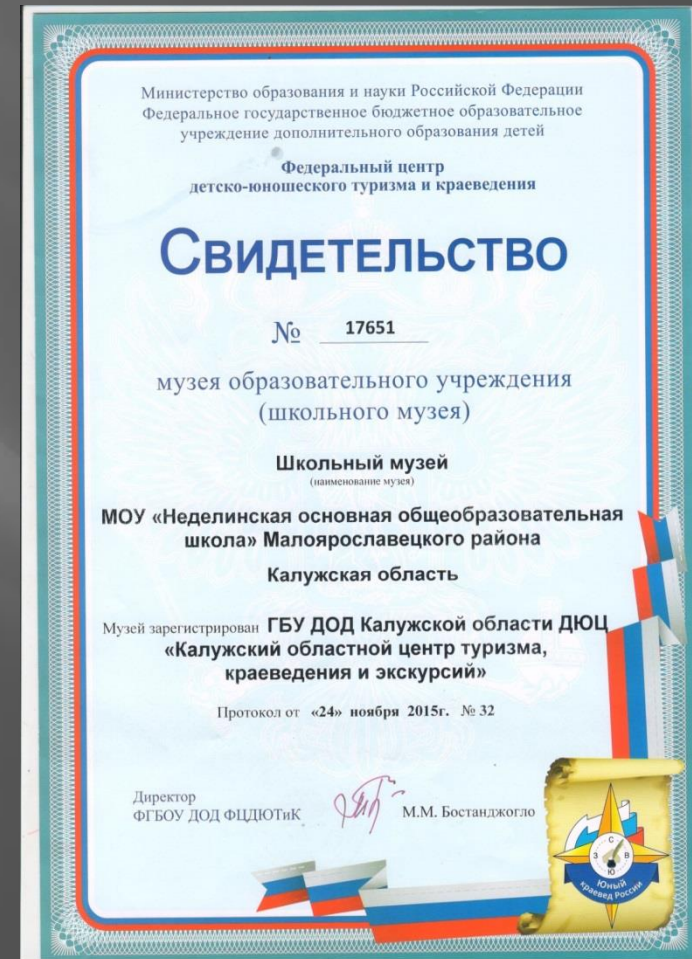 Министерство образования и науки Российской Федерации
Федеральное государственное бюджетное образовательное
учреждение дополнительного образования детей
Федеральный центр
детско-юношеского туризма и краеведения
Свидетельство
№ 17651
музея образовательного учреждения
(школьного музея)
Школьный музей
(наименование музея)
МОУ «Неделинская основная общеобразовательная
школа» Малоярославецкого района
Калужская область
Музей зарегистрирован ГБУ ДОД Калужской области ДЮЦ
«Калужский областной центр туризма,
краеведения и экскурсий»
Протокол от «24» ноября 2015г. № 32
Директор
ФГБОУ ДОД ФЦДЮТиК М.М. Бостанджогло
С
З В
Ю
Юный
краевед России